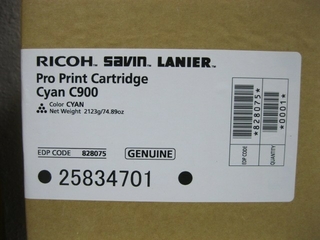 RICOH savin LANIER
Pro Print Cartridge
Cyan C900
Color CYAN
Net Weight 2123g/74.89oz
EDP CODE 828075 GENUINE
25834701
EDP CODE *828075*
QUANTITY *0001*